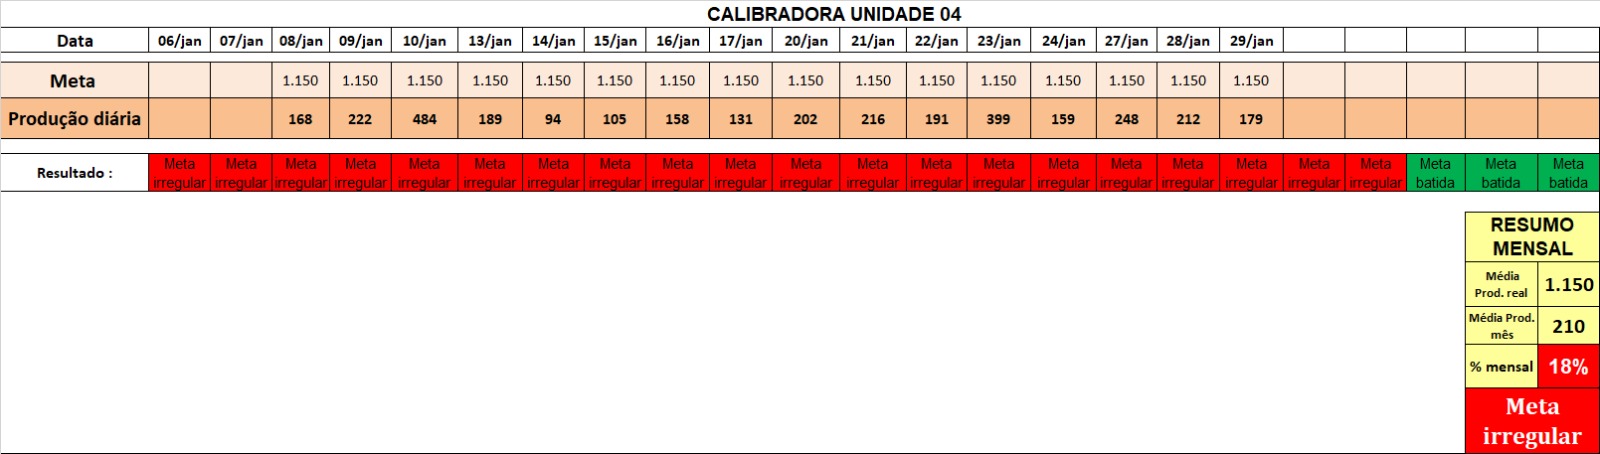 CALIBRADORA UNIDADE 04
Data 06/jan 07/jan 08/jan 09/jan 10/jan 13/jan 14/jan 15/jan 16/jan 17/jan 20/jan 21/jan 22/jan 23/jan 24/jan 27/jan 28/jan 29/jan
Meta 1.150 1.150 1.150 1.150 1.150 1.150 1.150 1.150 1.150 1.150 1.150 1.150 1.150 1.150 1.150 1.150
Produção diária 168 222 484 189 94 105 158 131 202 216 191 399 159 248 212 179
Resultado : Meta irregular Meta irregular Meta irregular Meta irregular Meta irregular Meta irregular Meta irregular Meta irregular Meta irregular Meta irregular Meta irregular Meta irregular Meta irregular Meta irregular Meta irregular Meta irregular Meta irregular Meta irregular Meta irregular Meta irregular Meta batida Meta batida Meta batida
RESUMO
MENSAL
Média
Prod. real 1.150
Média Prod.
mês 210
% mensal 18%
Meta
irregular